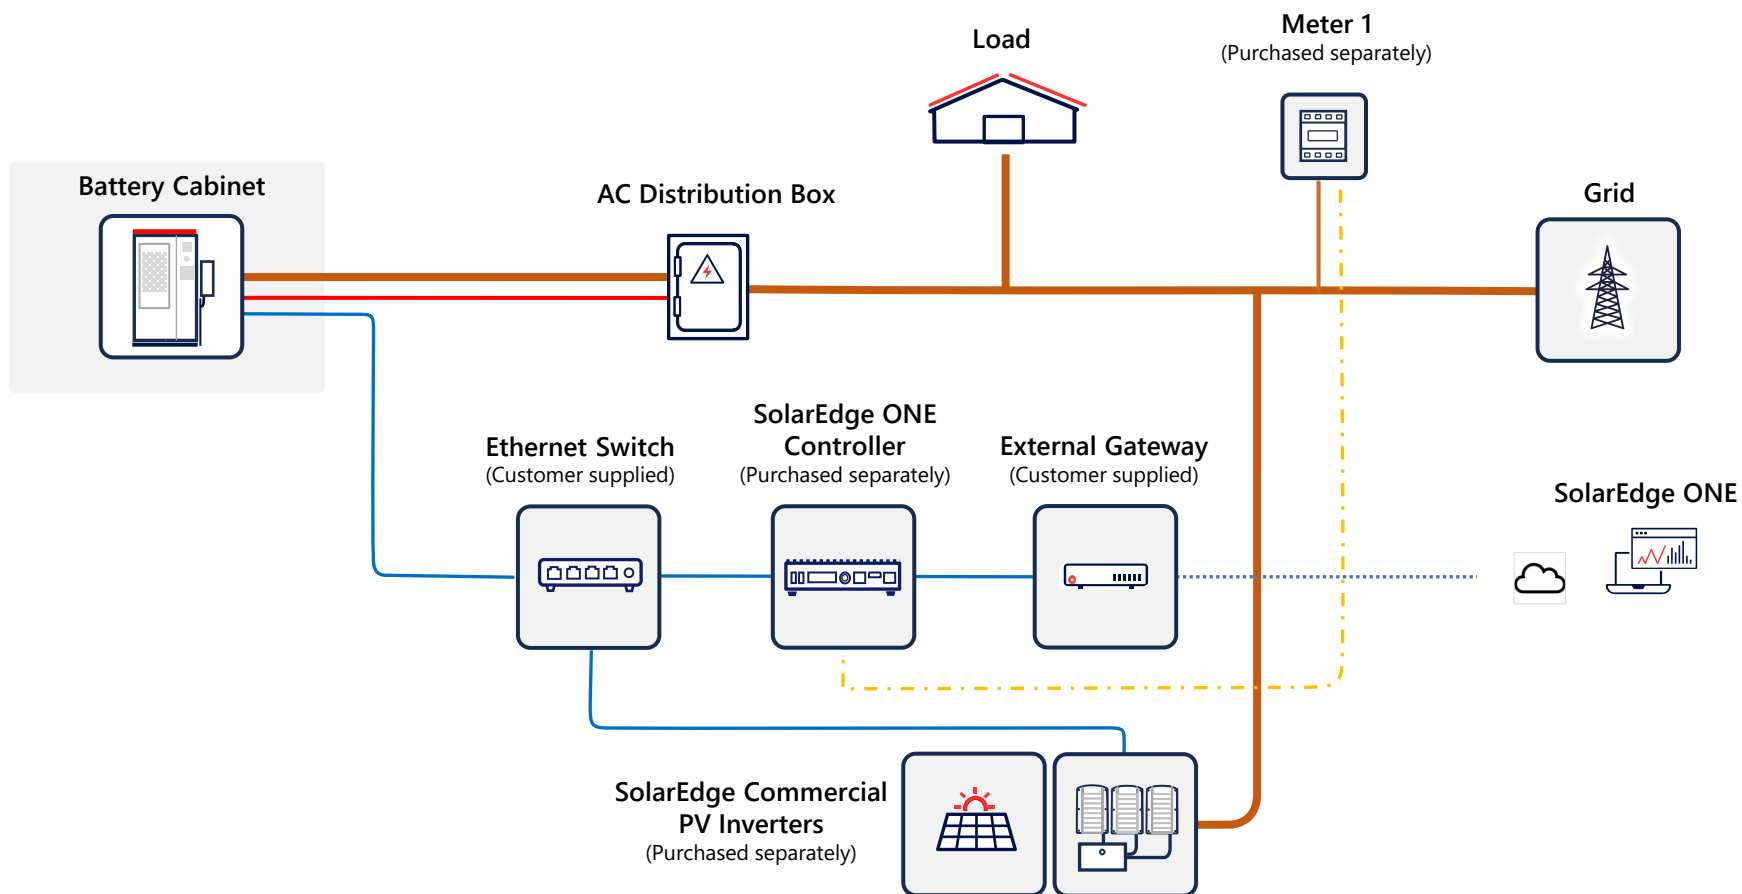 Load
Meter 1
(Purchased separately)
Battery Cabinet
AC Distribution Box
Grid
Ethernet Switch
(Customer supplied)
SolarEdge ONE
Controller
(Purchased separately)
External Gateway
(Customer supplied)
SolarEdge ONE
SolarEdge Commercial
PV Inverters
(Purchased separately)